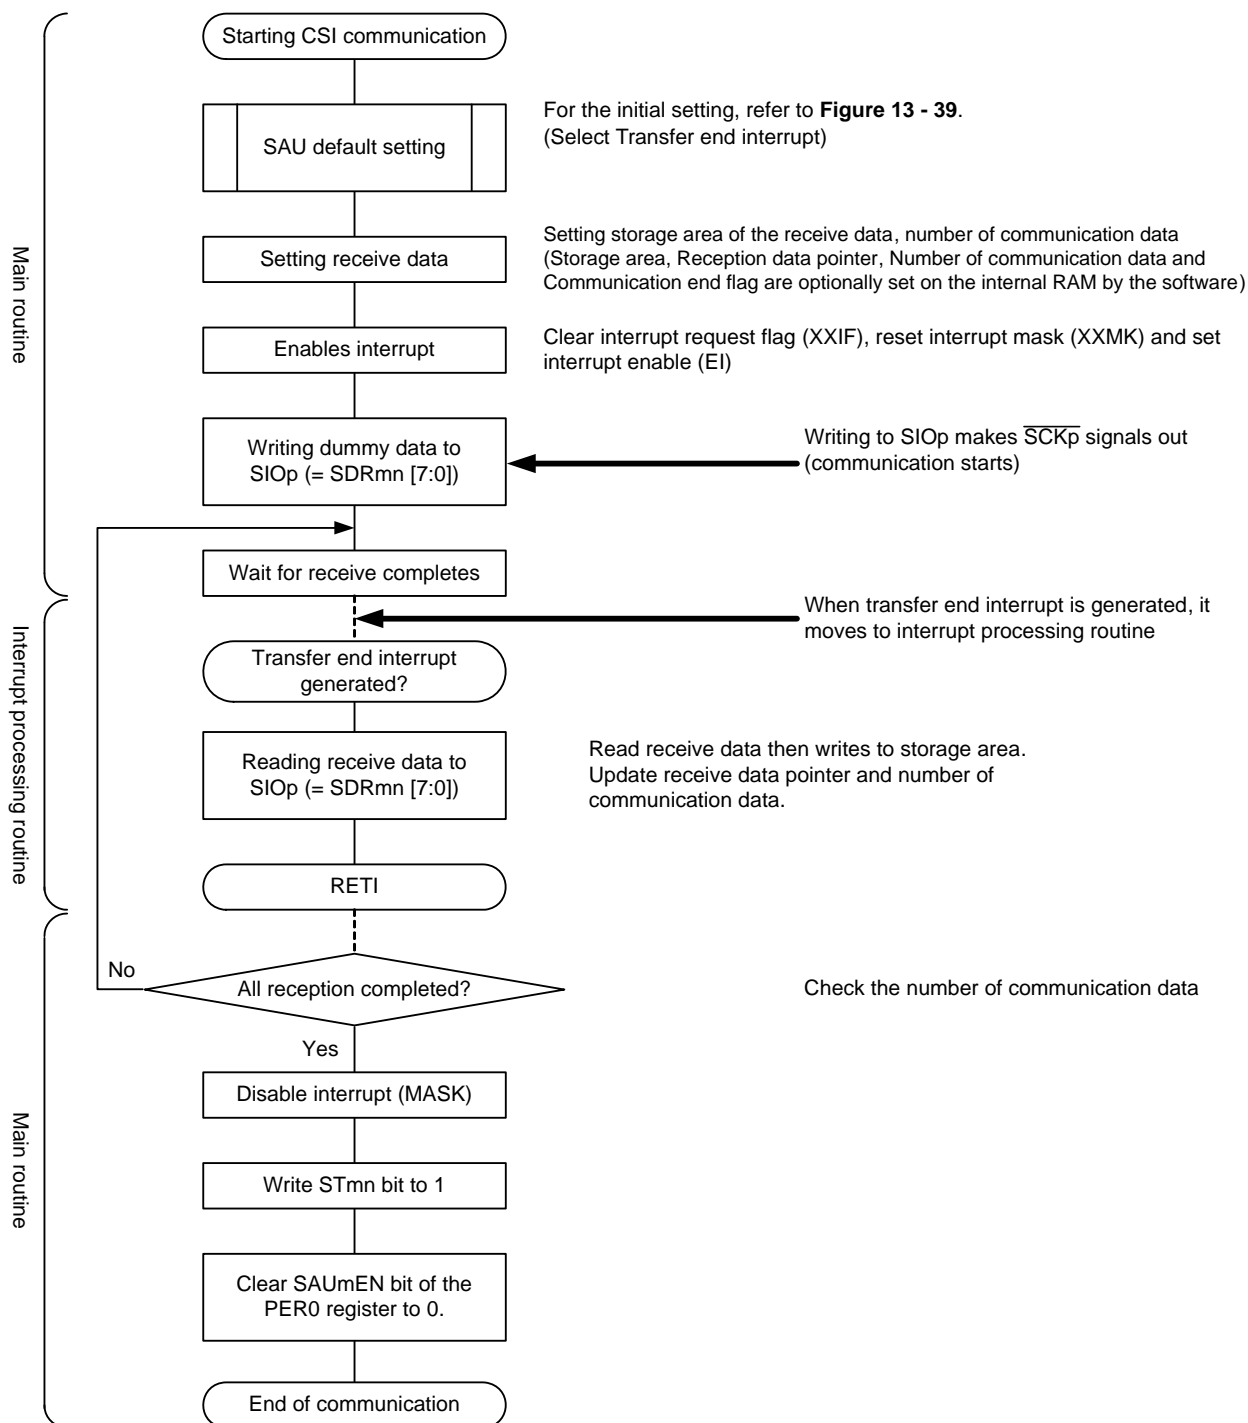 Starting CSI communication
SAU default setting
For the initial setting, refer to Figure 13 - 39.
(Select Transfer end interrupt)
Setting receive data
Setting storage area of the receive data, number of communication data
(Storage area, Reception data pointer, Number of communication data and
Communication end flag are optionally set on the internal RAM by the software)
Main routine
Enables interrupt
Clear interrupt request flag (XXIF), reset interrupt mask (XXMK) and set
interrupt enable (EI)
Writing dummy data to
SIOp (= SDRmn [7:0])
Writing to SIOp makes SCKp signals out
(communication starts)
Wait for receive completes
When transfer end interrupt is generated, it
moves to interrupt processing routine
Transfer end interrupt
generated?
Interrupt processing routine
Reading receive data to
SIOp (= SDRmn [7:0])
Read receive data then writes to storage area.
Update receive data pointer and number of
communication data.
RETI
No
All reception completed?
Check the number of communication data
Yes
Disable interrupt (MASK)
Main routine
Write STmn bit to 1
Clear SAUmEN bit of the
PER0 register to 0.
End of communication